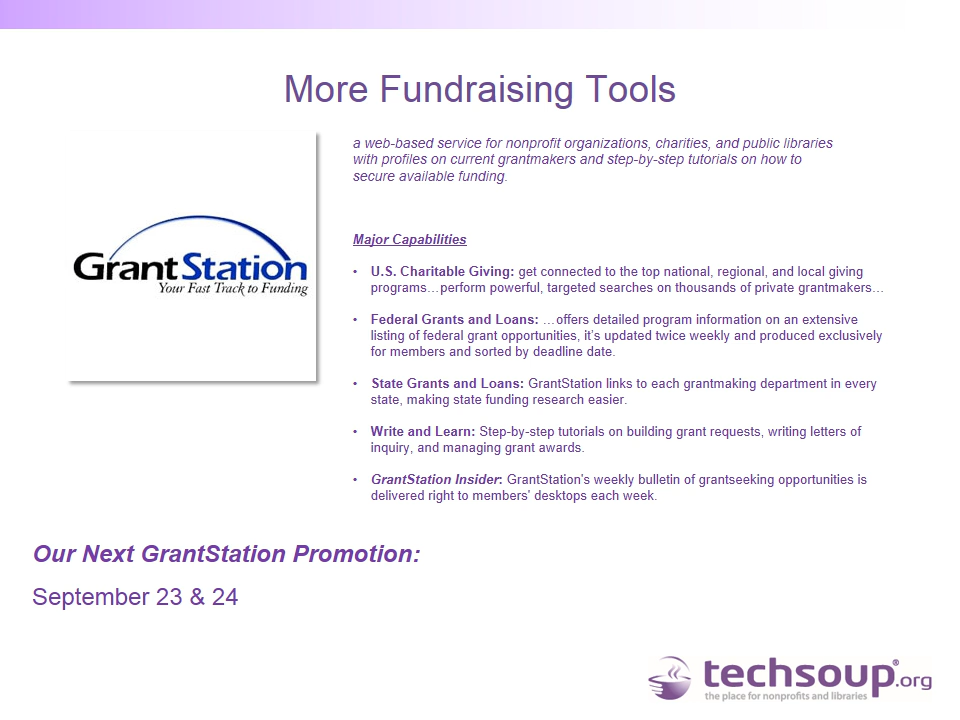 More Fundraising Tools
GrantStation
Your Fast Track to Funding
a web-based service for nonprofit organizations, charities, and public libraries
with profiles on current grantmakers and step-by-step tutorials on how to
secure available funding.
Major Capabilities
• U.S. Charitable Giving: get connected to the top national, regional, and local giving
programs…perform powerful, targeted searches on thousands of private grantmakers…
• Federal Grants and Loans: …offers detailed program information on an extensive
listing of federal grant opportunities, it's updated twice weekly and produced exclusively
for members and sorted by deadline date.
• State Grants and Loans: GrantStation links to each grantmaking department in every
state, making state funding research easier.
• Write and Learn: Step-by-step tutorials on building grant requests, writing letters of
inquiry, and managing grant awards.
• GrantStation Insider: GrantStation's weekly bulletin of grantseeking opportunities is
delivered right to members' desktops each week.
Our Next GrantStation Promotion:
September 23 & 24
techsoup®.org
the place for nonprofits and libraries